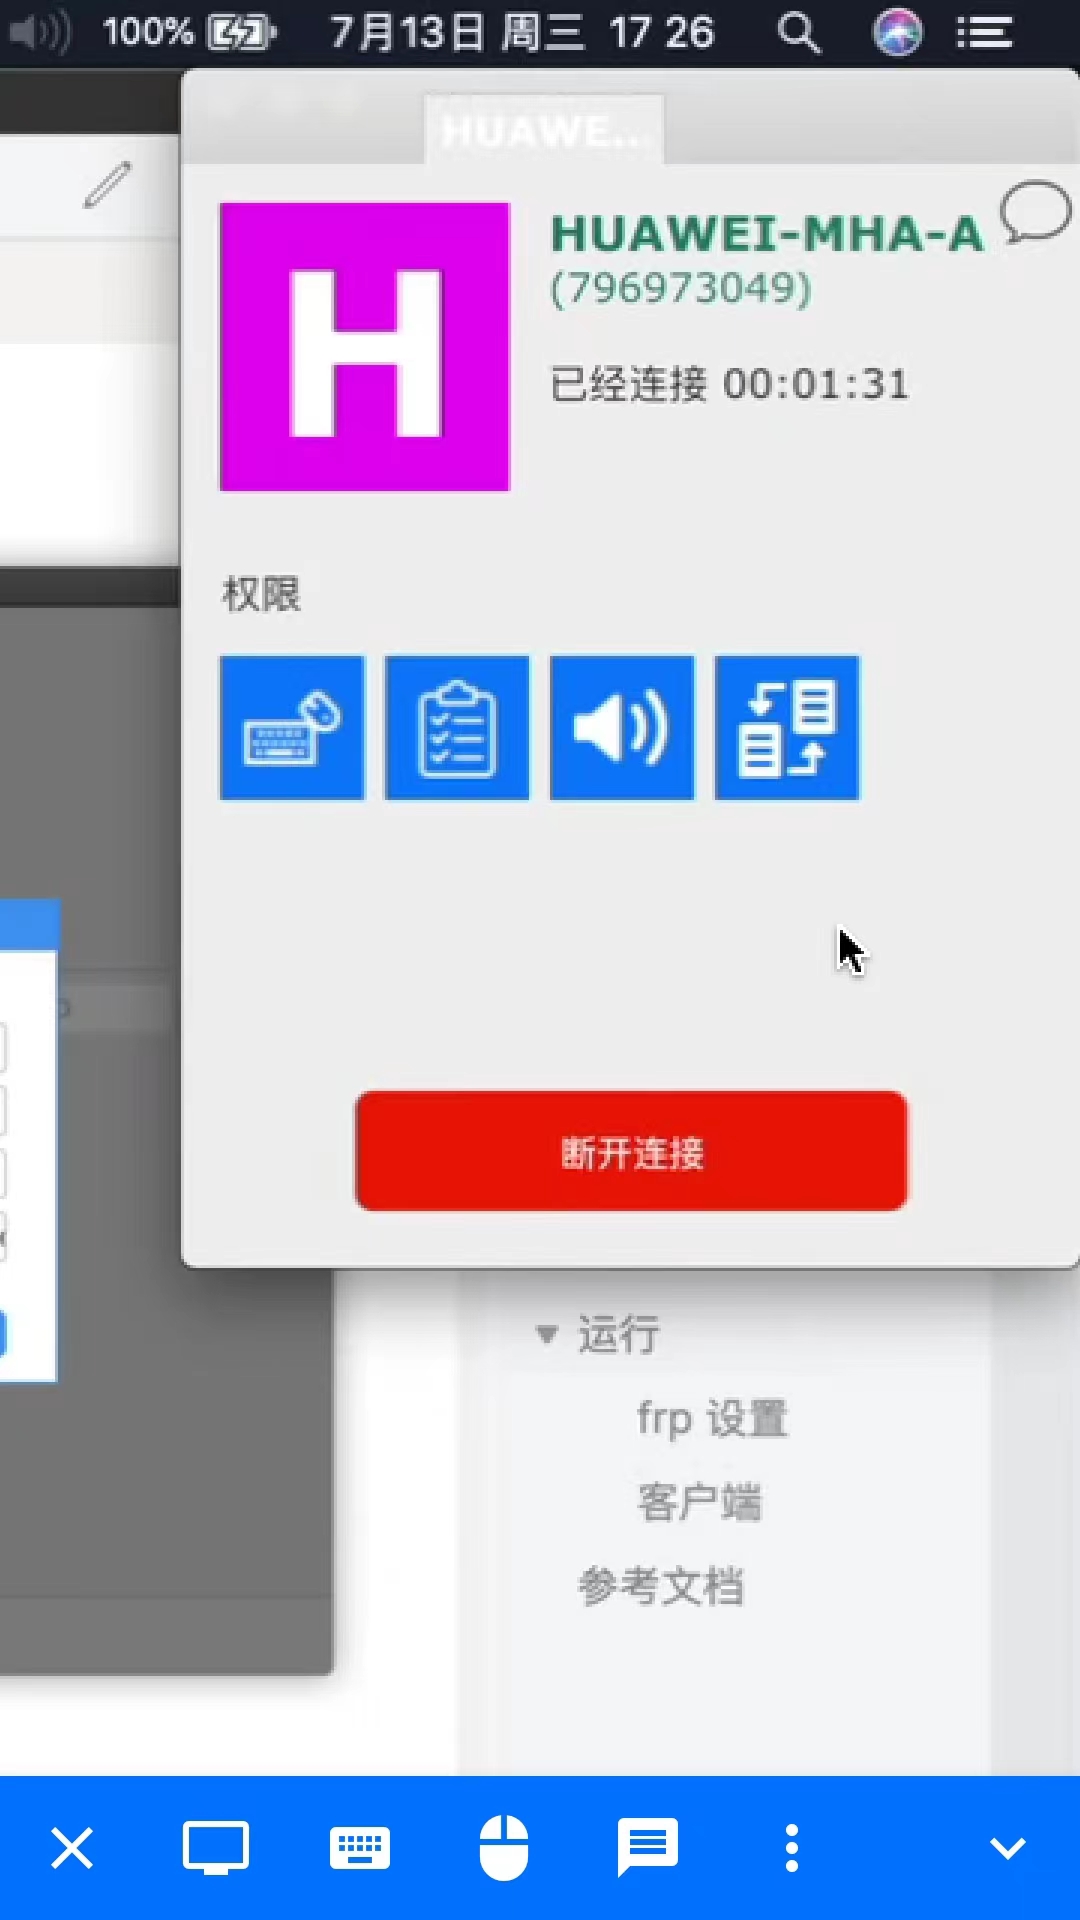 100% 7月13日 周三 17 26
HUAWE...
H
HUAWEI-MHA-A
(796973049)
已经连接 00:01:31
权限
断开连接
运行
frp 设置
客户端
参考文档